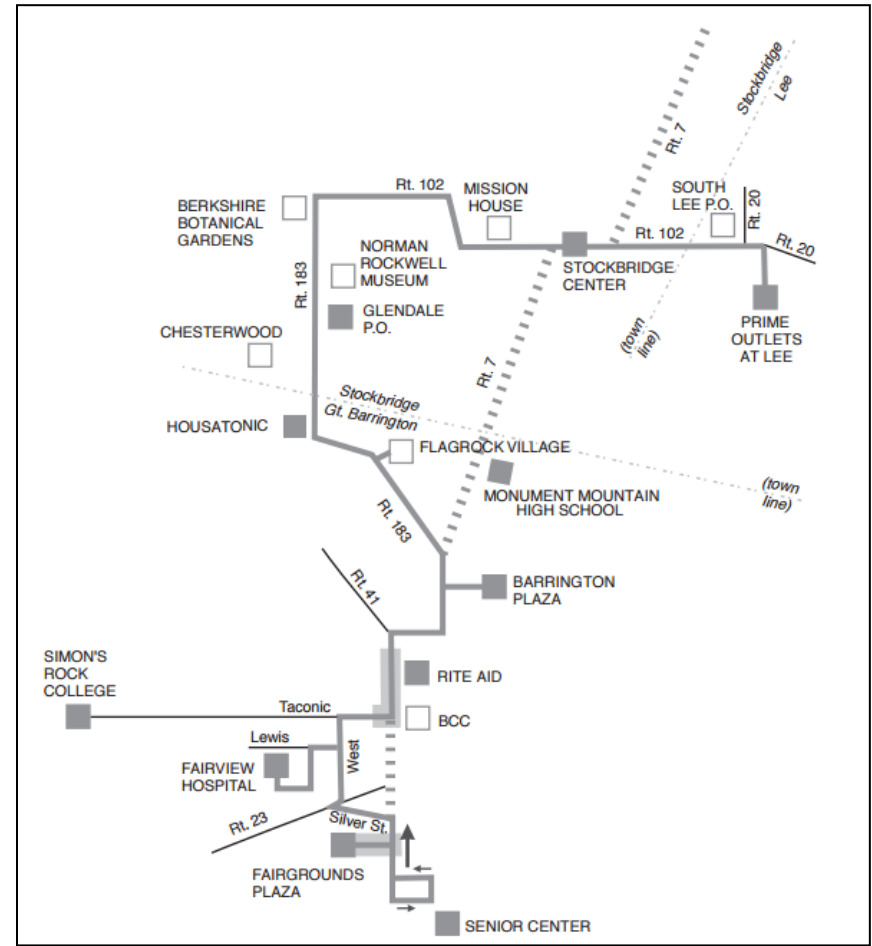 Rt. 7
Stockbridge
Lee
Rt. 102
MISSION
HOUSE
SOUTH
LEE P.O.
Rt. 20
BERKSHIRE
BOTANICAL
GARDENS
Rt. 102
Rt. 20
NORMAN
ROCKWELL
MUSEUM
STOCKBRIDGE
CENTER
Rt. 183
GLENDALE
P.O.
PRIME
OUTLETS
AT LEE
CHESTERWOOD
(town
line)
Rt. 7
Stockbridge
Gt. Barrington
HOUSATONIC
FLAGROCK VILLAGE
MONUMENT MOUNTAIN
HIGH SCHOOL
(town
line)
Rt. 183
Rt. 41
BARRINGTON
PLAZA
SIMON'S
ROCK
COLLEGE
RITE AID
Taconic
BCC
Lewis
West
FAIRVIEW
HOSPITAL
Rt. 23
Silver St.
FAIRGROUNDS
PLAZA
SENIOR CENTER